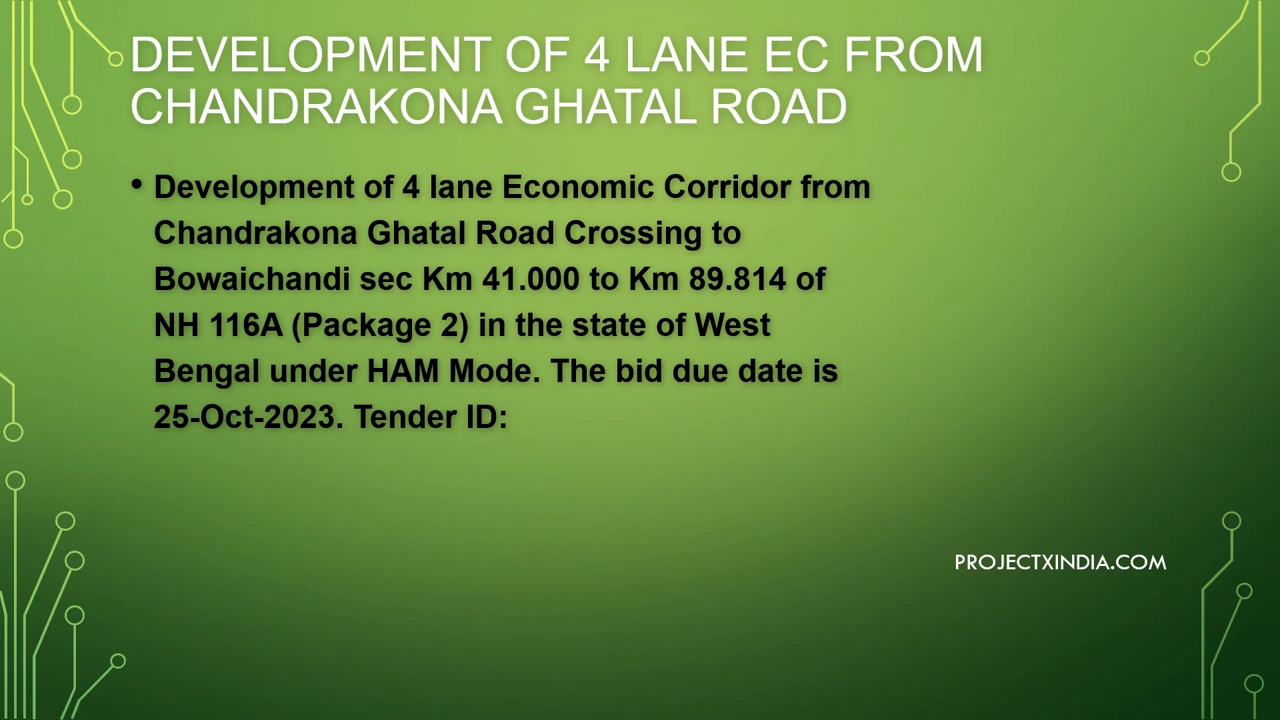 DEVELOPMENT OF 4 LANE EC FROM
CHANDRAKONA GHATAL ROAD
• Development of 4 lane Economic Corridor from
Chandrakona Ghatal Road Crossing to
Bowaichandi sec Km 41.000 to Km 89.814 of
NH 116A (Package 2) in the state of West
Bengal under HAM Mode. The bid due date is
25-Oct-2023. Tender ID:
PROJECTXINDIA.COM